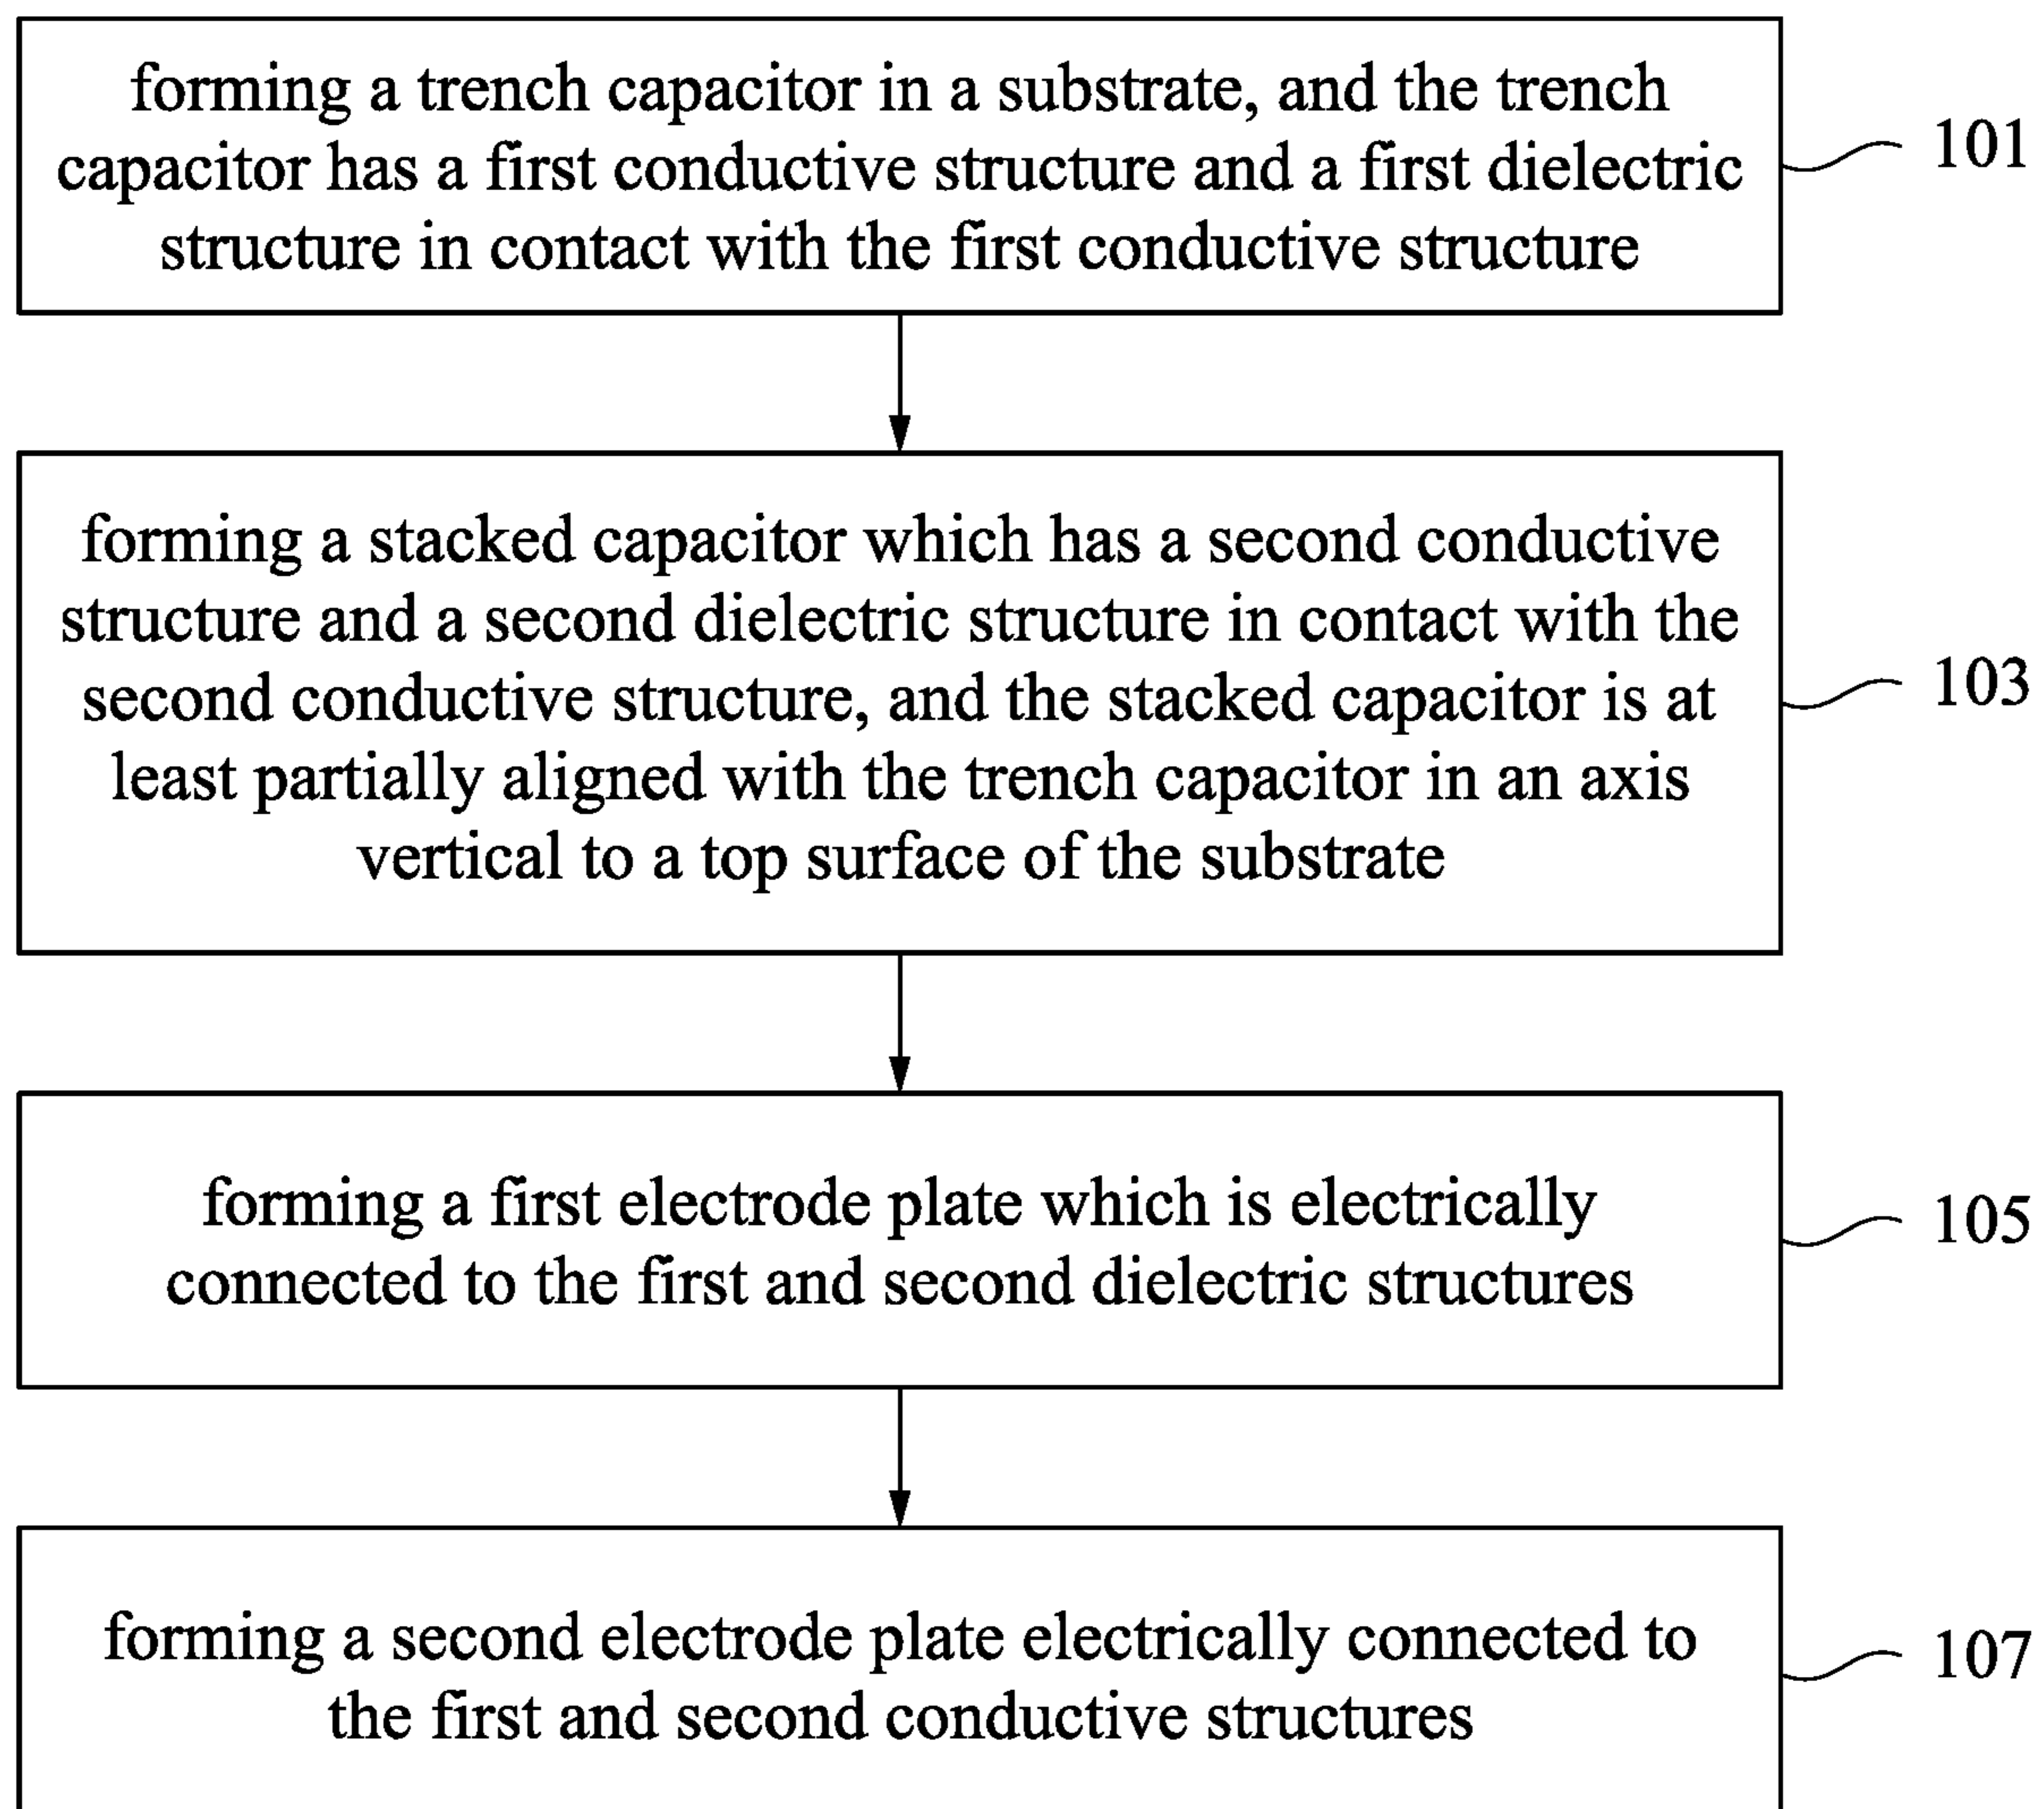 forming a trench capacitor in a substrate, and the trench
capacitor has a first conductive structure and a first dielectric
structure in contact with the first conductive structure
101
forming a stacked capacitor which has a second conductive
structure and a second dielectric structure in contact with the
second conductive structure, and the stacked capacitor is at
least partially aligned with the trench capacitor in an axis
vertical to a top surface of the substrate
103
forming a first electrode plate which is electrically
connected to the first and second dielectric structures
105
forming a second electrode plate electrically connected to
the first and second conductive structures
107